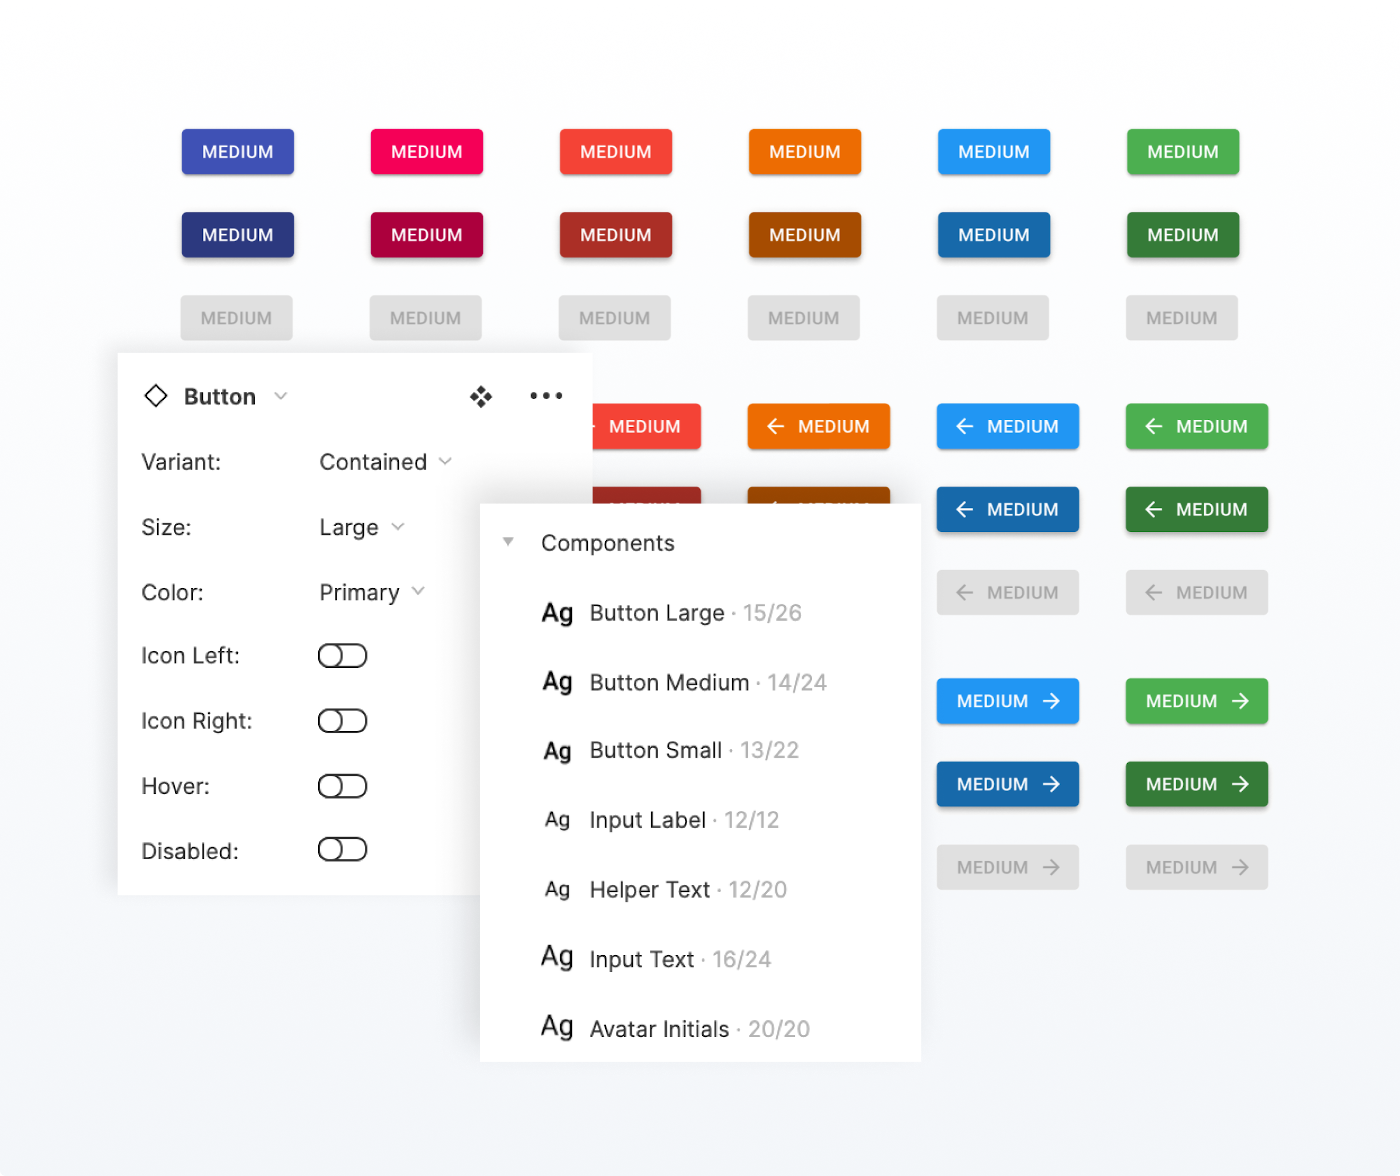 MEDIUM MEDIUM MEDIUM MEDIUM MEDIUM MEDIUM
MEDIUM MEDIUM MEDIUM MEDIUM MEDIUM MEDIUM
MEDIUM MEDIUM MEDIUM MEDIUM MEDIUM MEDIUM
Button
Variant: Contained
Size: Large
Color: Primary
Icon Left:
Icon Right:
Hover:
Disabled:
MEDIUM MEDIUM MEDIUM MEDIUM
MEDIUM MEDIUM
MEDIUM MEDIUM
MEDIUM MEDIUM
MEDIUM MEDIUM
MEDIUM MEDIUM
Components
Ag Button Large · 15/26
Ag Button Medium · 14/24
Ag Button Small · 13/22
Ag Input Label · 12/12
Ag Helper Text · 12/20
Ag Input Text · 16/24
Ag Avatar Initials · 20/20